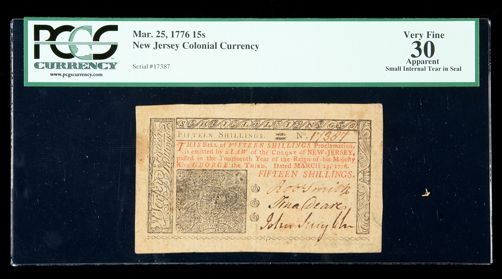 PCGS
CURRENCY
www.pcgscurrency.com
Mar. 25, 1776 15s
New Jersey Colonial Currency
Serial #17387
Very Fine
30
Apparent
Small Internal Tear in Seal
FIFTEEN SHILLINGS. No. 17387
THIS Bill of FIFTEEN SHILLINGS Proclamation,
is emitted by a LAW of the COLONY of NEW-JERSEY,
passed in the Fourteenth Year of the Reign of his Majesty
King GEORGE the THIRD. Dated MARCH 25, 1776.
FIFTEEN SHILLINGS.
Rob Smith
John Smyth